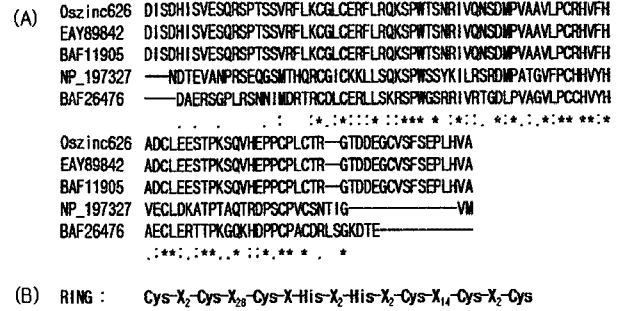 (A)
Oszinc626 DISDHISVESQRSPTSSVRFLKCGLCERFLRQKSPWTSNRIVQNSDMPVAAVLPCRHVFH
EAY89842 DISDHISVESQRSPTSSVRFLKCGLCERFLRQKSPWTSNRIVQNSDMPVAAVLPCRHVFH
BAF11905 DISDHISVESQRSPTSSVRFLKCGLCERFLRQKSPWTSNRIVQNSDMPVAAVLPCRHVFH
NP_197327 ---NDTEVANPRSEQGSMTHQRCGICKKLLSQKSPWSSYKILRSRDMPATGVFPCHHVYH
BAF26476 ----DAERSGPLRSNNIMDRTRCDLCERLLSKRSPWGSRRIVRTGDLPVAGVLPCCHVYH
. . : :*.:*:::* ::*** * :*::. *:*. .*:** **:*
Oszinc626 ADCLEESTPKSQVHEPPCPLCTR--GTDDEGCVSFSEPLHVA
EAY89842 ADCLEESTPKSQVHEPPCPLCTR--GTDDEGCVSFSEPLHVA
BAF11905 ADCLEESTPKSQVHEPPCPLCTR--GTDDEGCVSFSEPLHVA
NP_197327 VECLDKATPTAQTRDPSCPVCSNTIG---------------VM
BAF26476 AECLERTTPKGQKHDPPCPACDRLSGKDTE-------------
.:**:.:**..* ::*.** * . *
(B) RING : Cys-X2-Cys-X28-Cys-X-His-X2-His-X2-Cys-X14-Cys-X2-Cys